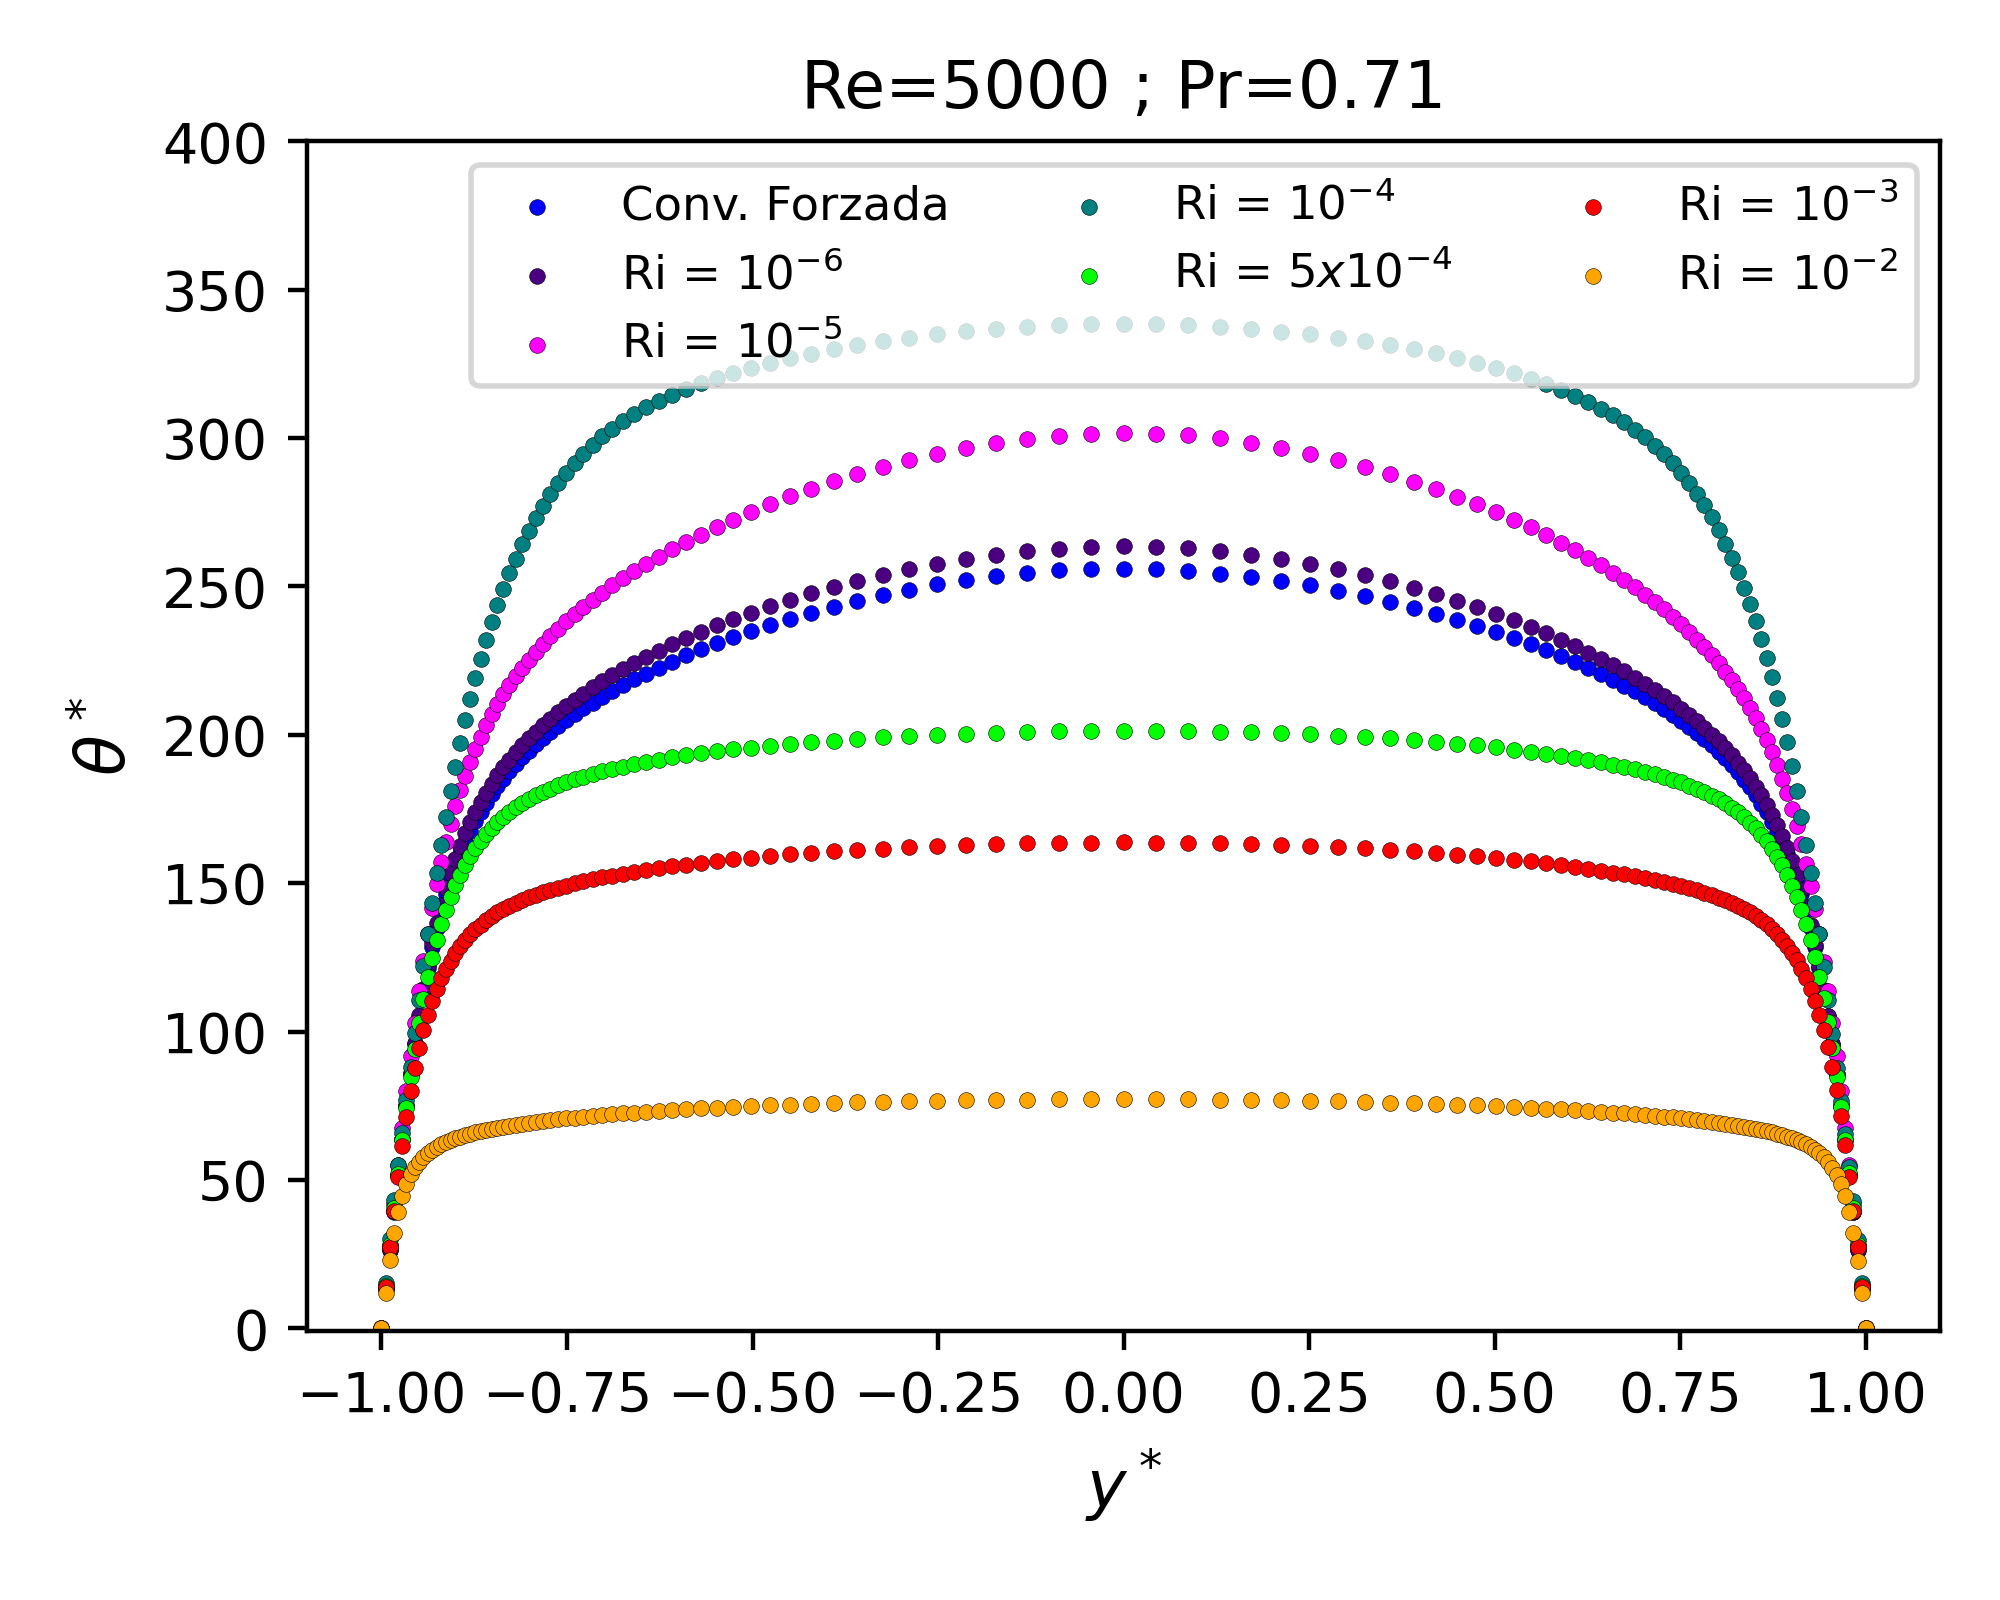 Re=5000 ; Pr=0.71
400
350
300
250
200
150
100
50
0
Conv. Forzada
Ri = 10⁻⁶
Ri = 10⁻⁵
Ri = 10⁻⁴
Ri = 5x10⁻⁴
Ri = 10⁻³
Ri = 10⁻²
θ*
−1.00 −0.75 −0.50 −0.25 0.00 0.25 0.50 0.75 1.00
y*